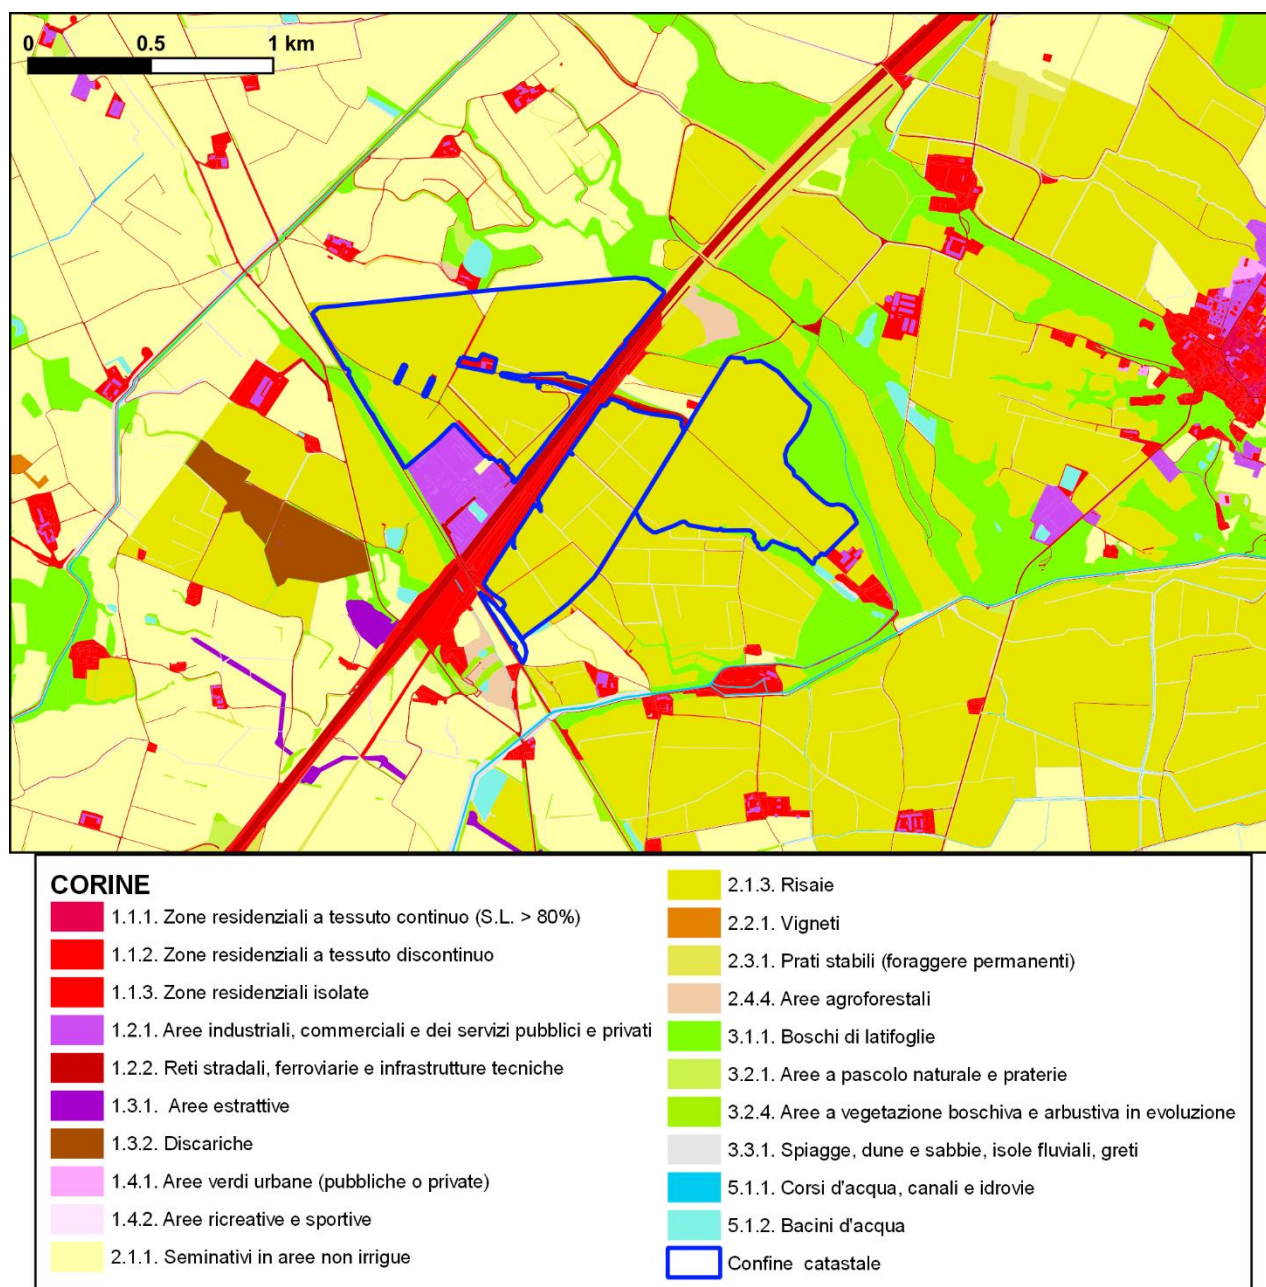 0 0.5 1 km
CORINE
1.1.1. Zone residenziali a tessuto continuo (S.L. > 80%)
1.1.2. Zone residenziali a tessuto discontinuo
1.1.3. Zone residenziali isolate
1.2.1. Aree industriali, commerciali e dei servizi pubblici e privati
1.2.2. Reti stradali, ferroviarie e infrastrutture tecniche
1.3.1. Aree estrattive
1.3.2. Discariche
1.4.1. Aree verdi urbane (pubbliche o private)
1.4.2. Aree ricreative e sportive
2.1.1. Seminativi in aree non irrigue
2.1.3. Risaie
2.2.1. Vigneti
2.3.1. Prati stabili (foraggere permanenti)
2.4.4. Aree agroforestali
3.1.1. Boschi di latifoglie
3.2.1. Aree a pascolo naturale e praterie
3.2.4. Aree a vegetazione boschiva e arbustiva in evoluzione
3.3.1. Spiagge, dune e sabbie, isole fluviali, greti
5.1.1. Corsi d'acqua, canali e idrovie
5.1.2. Bacini d'acqua
Confine catastale